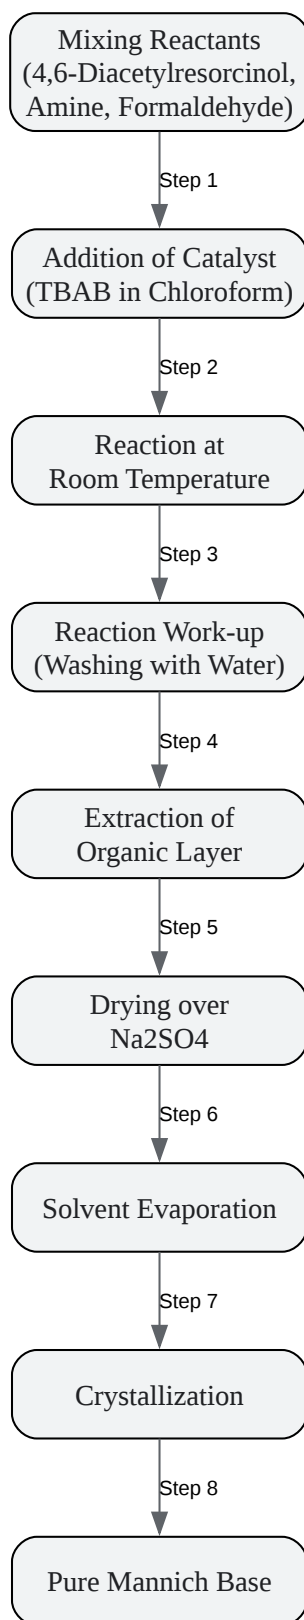 Mixing Reactants
(4,6-Diacetylresorcinol,
Amine, Formaldehyde)
Step 1
Addition of Catalyst
(TBAB in Chloroform)
Step 2
Reaction at
Room Temperature
Step 3
Reaction Work-up
(Washing with Water)
Step 4
Extraction of
Organic Layer
Step 5
Drying over
Na2SO4
Step 6
Solvent Evaporation
Step 7
Crystallization
Step 8
Pure Mannich Base